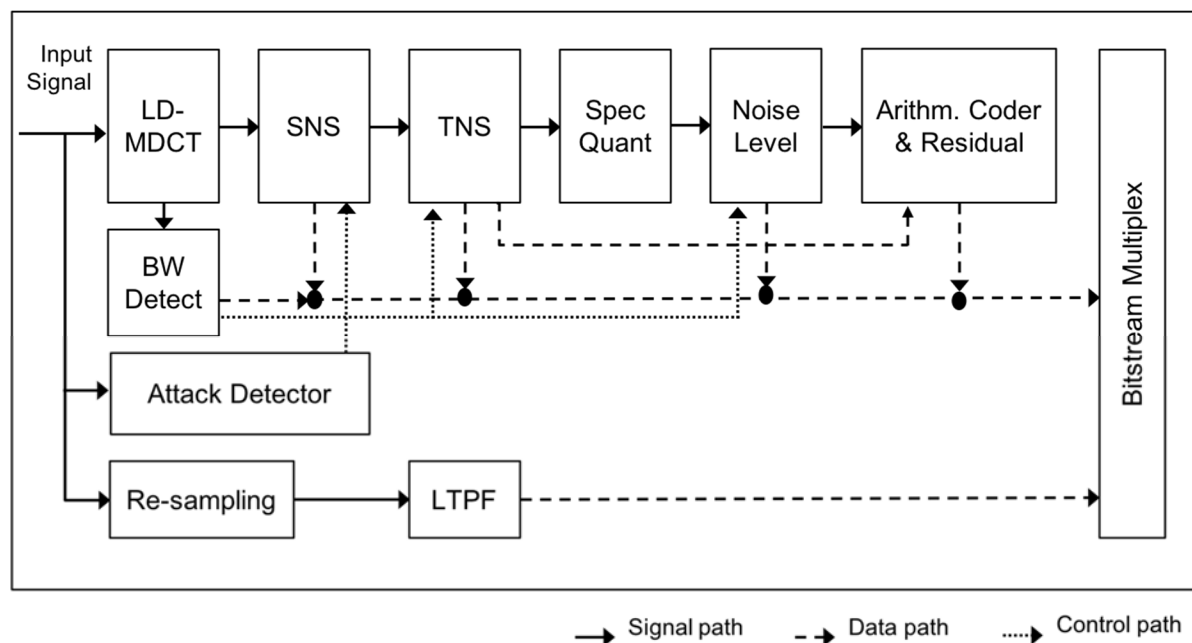 Input
Signal
LD-
MDCT
SNS
TNS
Spec
Quant
Noise
Level
Arithm. Coder
& Residual
Bitstream Multiplex
BW
Detect
Attack Detector
Re-sampling
LTPF
Signal path
Data path
Control path